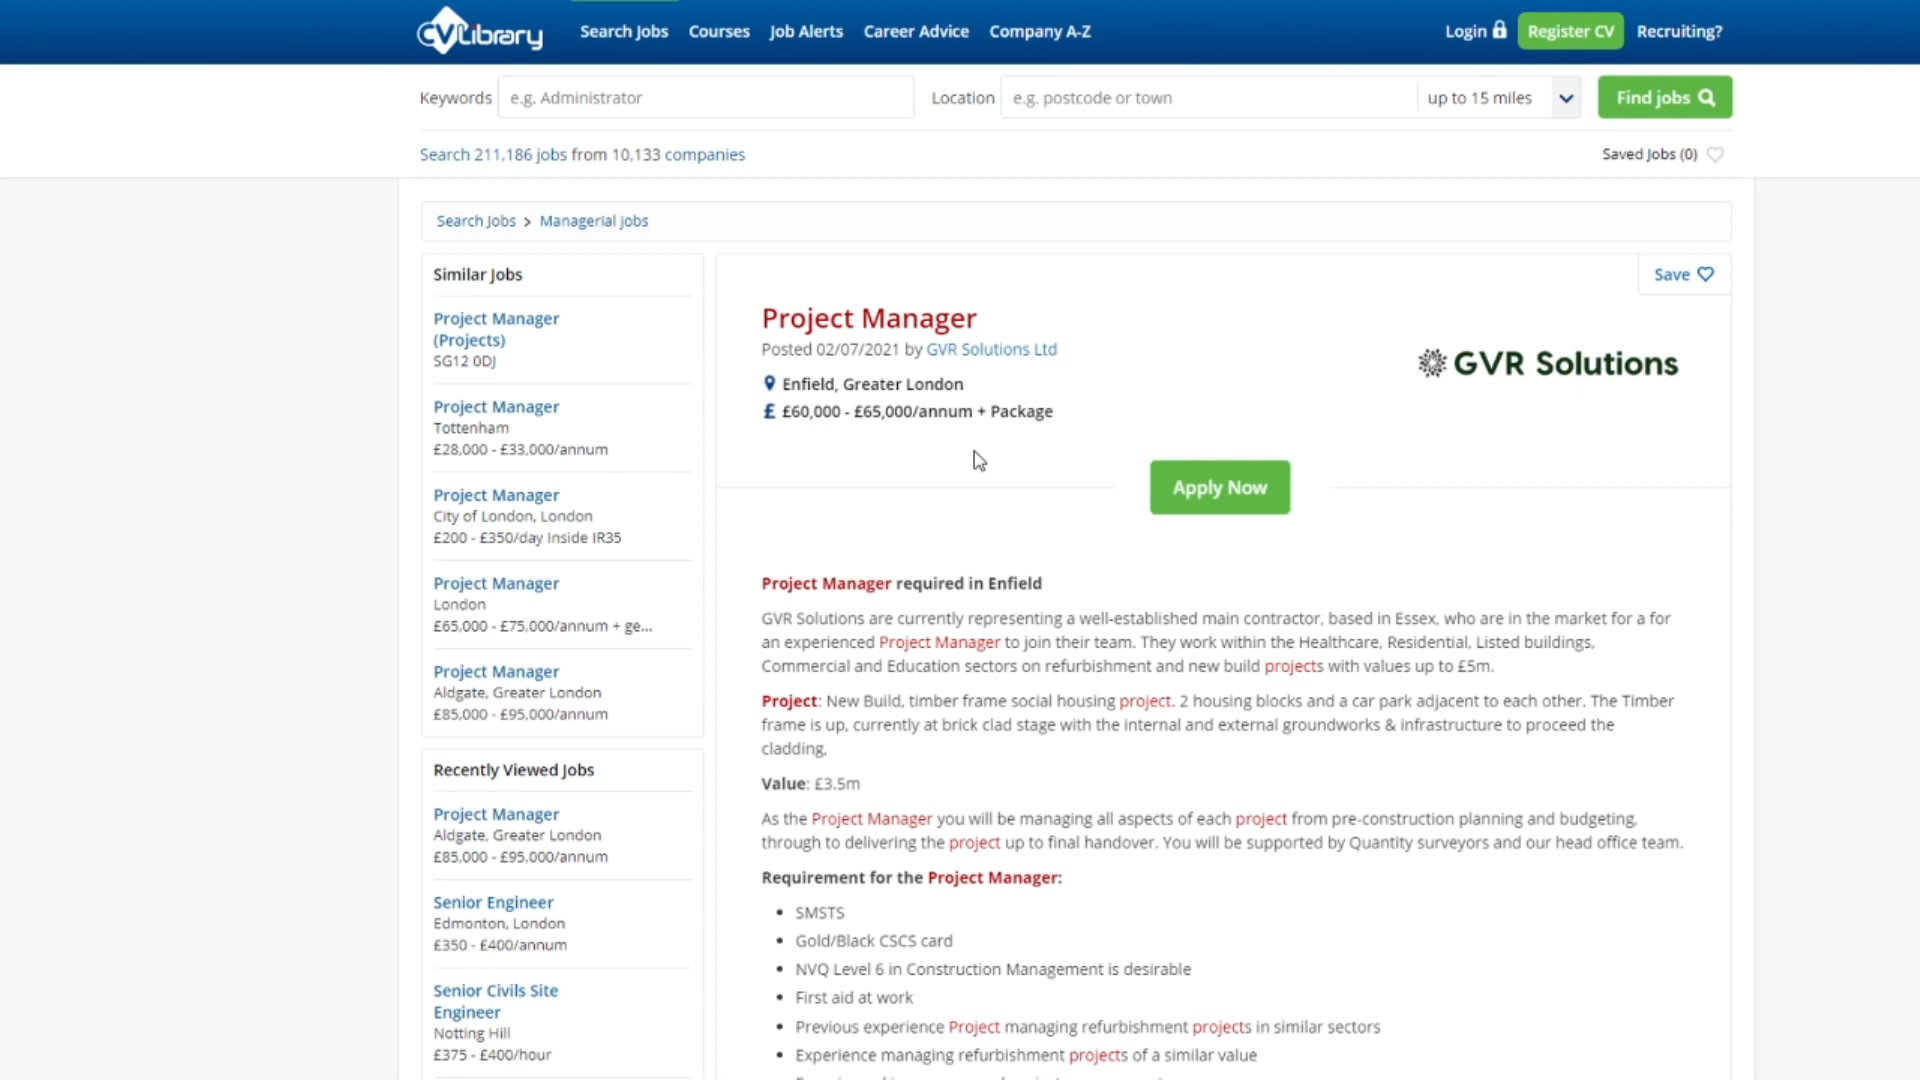 CVLibrary
Search Jobs Courses Job Alerts Career Advice Company A-Z
Login Register CV Recruiting?
Keywords e.g. Administrator Location e.g. postcode or town up to 15 miles Find jobs
Search 211,186 jobs from 10,133 companies
Saved Jobs (0)
Search Jobs > Managerial jobs
Similar Jobs
Project Manager
(Projects)
SG12 0DJ
Project Manager
Tottenham
£28,000 - £33,000/annum
Project Manager
City of London, London
£200 - £350/day Inside IR35
Project Manager
London
£65,000 - £75,000/annum + ge...
Project Manager
Aldgate, Greater London
£85,000 - £95,000/annum
Recently Viewed Jobs
Project Manager
Aldgate, Greater London
£85,000 - £95,000/annum
Senior Engineer
Edmonton, London
£350 - £400/annum
Senior Civils Site
Engineer
Notting Hill
£375 - £400/hour
Save
Project Manager
Posted 02/07/2021 by GVR Solutions Ltd
Enfield, Greater London
£ £60,000 - £65,000/annum + Package
GVR Solutions
Apply Now
Project Manager required in Enfield
GVR Solutions are currently representing a well-established main contractor, based in Essex, who are in the market for a for
an experienced Project Manager to join their team. They work within the Healthcare, Residential, Listed buildings,
Commercial and Education sectors on refurbishment and new build projects with values up to £5m.
Project: New Build, timber frame social housing project. 2 housing blocks and a car park adjacent to each other. The Timber
frame is up, currently at brick clad stage with the internal and external groundworks & infrastructure to proceed the
cladding,
Value: £3.5m
As the Project Manager you will be managing all aspects of each project from pre-construction planning and budgeting,
through to delivering the project up to final handover. You will be supported by Quantity surveyors and our head office team.
Requirement for the Project Manager:
• SMSTS
• Gold/Black CSCS card
• NVQ Level 6 in Construction Management is desirable
• First aid at work
• Previous experience Project managing refurbishment projects in similar sectors
• Experience managing refurbishment projects of a similar value